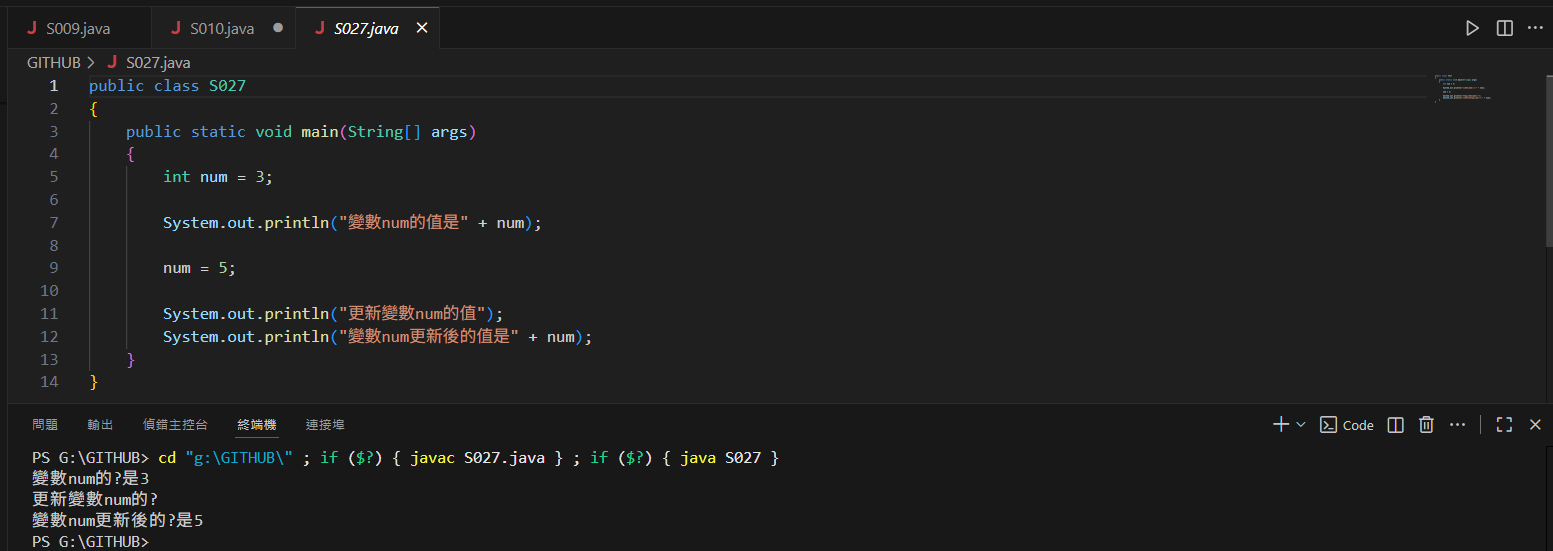 S009.java S010.java S027.java
GITHUB > S027.java
1 public class S027
2 {
3 public static void main(String[] args)
4 {
5 int num = 3;
6
7 System.out.println("變數num的值是" + num);
8
9 num = 5;
10
11 System.out.println("更新變數num的值");
12 System.out.println("變數num更新後的值是" + num);
13 }
14 }
問題 輸出 偵錯主控台 終端機 連接埠 Code
PS G:\GITHUB> cd "g:\GITHUB\" ; if ($?) { javac S027.java } ; if ($?) { java S027 }
變數num的?是3
更新變數num的?
變數num更新後的?是5
PS G:\GITHUB>